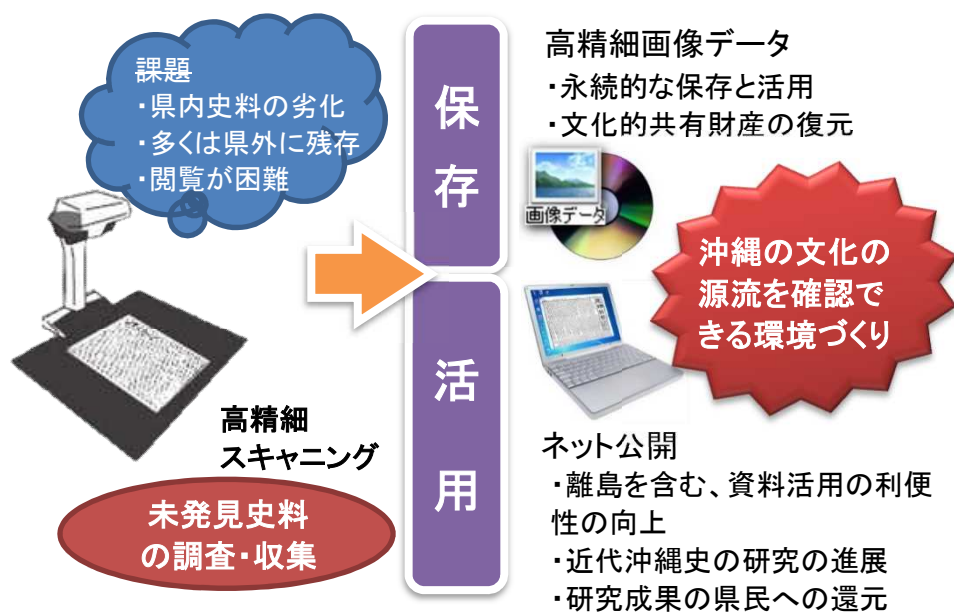 課題
・県内史料の劣化
・多くは県外に残存
・閲覧が困難
高精細
スキャニング
未発見史料
の調査・収集
保
存
活
用
高精細画像データ
・永続的な保存と活用
・文化的共有財産の復元
画像データ
沖縄の文化の
源流を確認で
きる環境づくり
ネット公開
・離島を含む、資料活用の利便
性の向上
・近代沖縄史の研究の進展
・研究成果の県民への還元